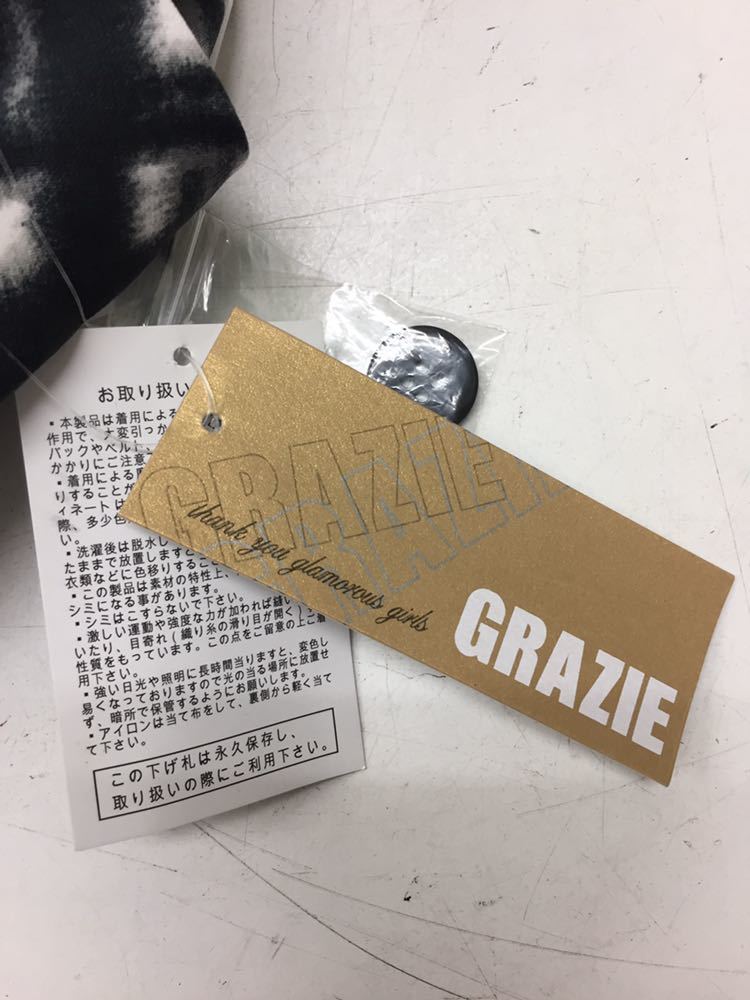 お取り扱い
・本製品は着用による
作用で、大変引っか
バックやベルト
かかりにご注意
・着用による
りすることが
ィネートは
際、多少色
い。
・洗濯後は脱水し
たままで放置しますと
衣類などに色移りすること
・この製品は素材の特性上、
シミになる事があります。
・シミはこすらないで下さい。
・激しい運動や強度な力が加われば縫い
いたり、目寄れ(織り糸の滑り目が開く)
性質をもっています。この点をご留意の上ご着
用下さい。
・強い日光や照明に長時間当りますと、変色し
易くなっておりますので光の当る場所に放置せ
ず、暗所で保管するようにお願いします。
・アイロンは当て布をして、裏側から軽く当て
て下さい。
この下げ札は永久保存し、
取り扱いの際にご利用下さい。
GRAZIE
GRAZIE
thank you glamorous girls
GRAZIE